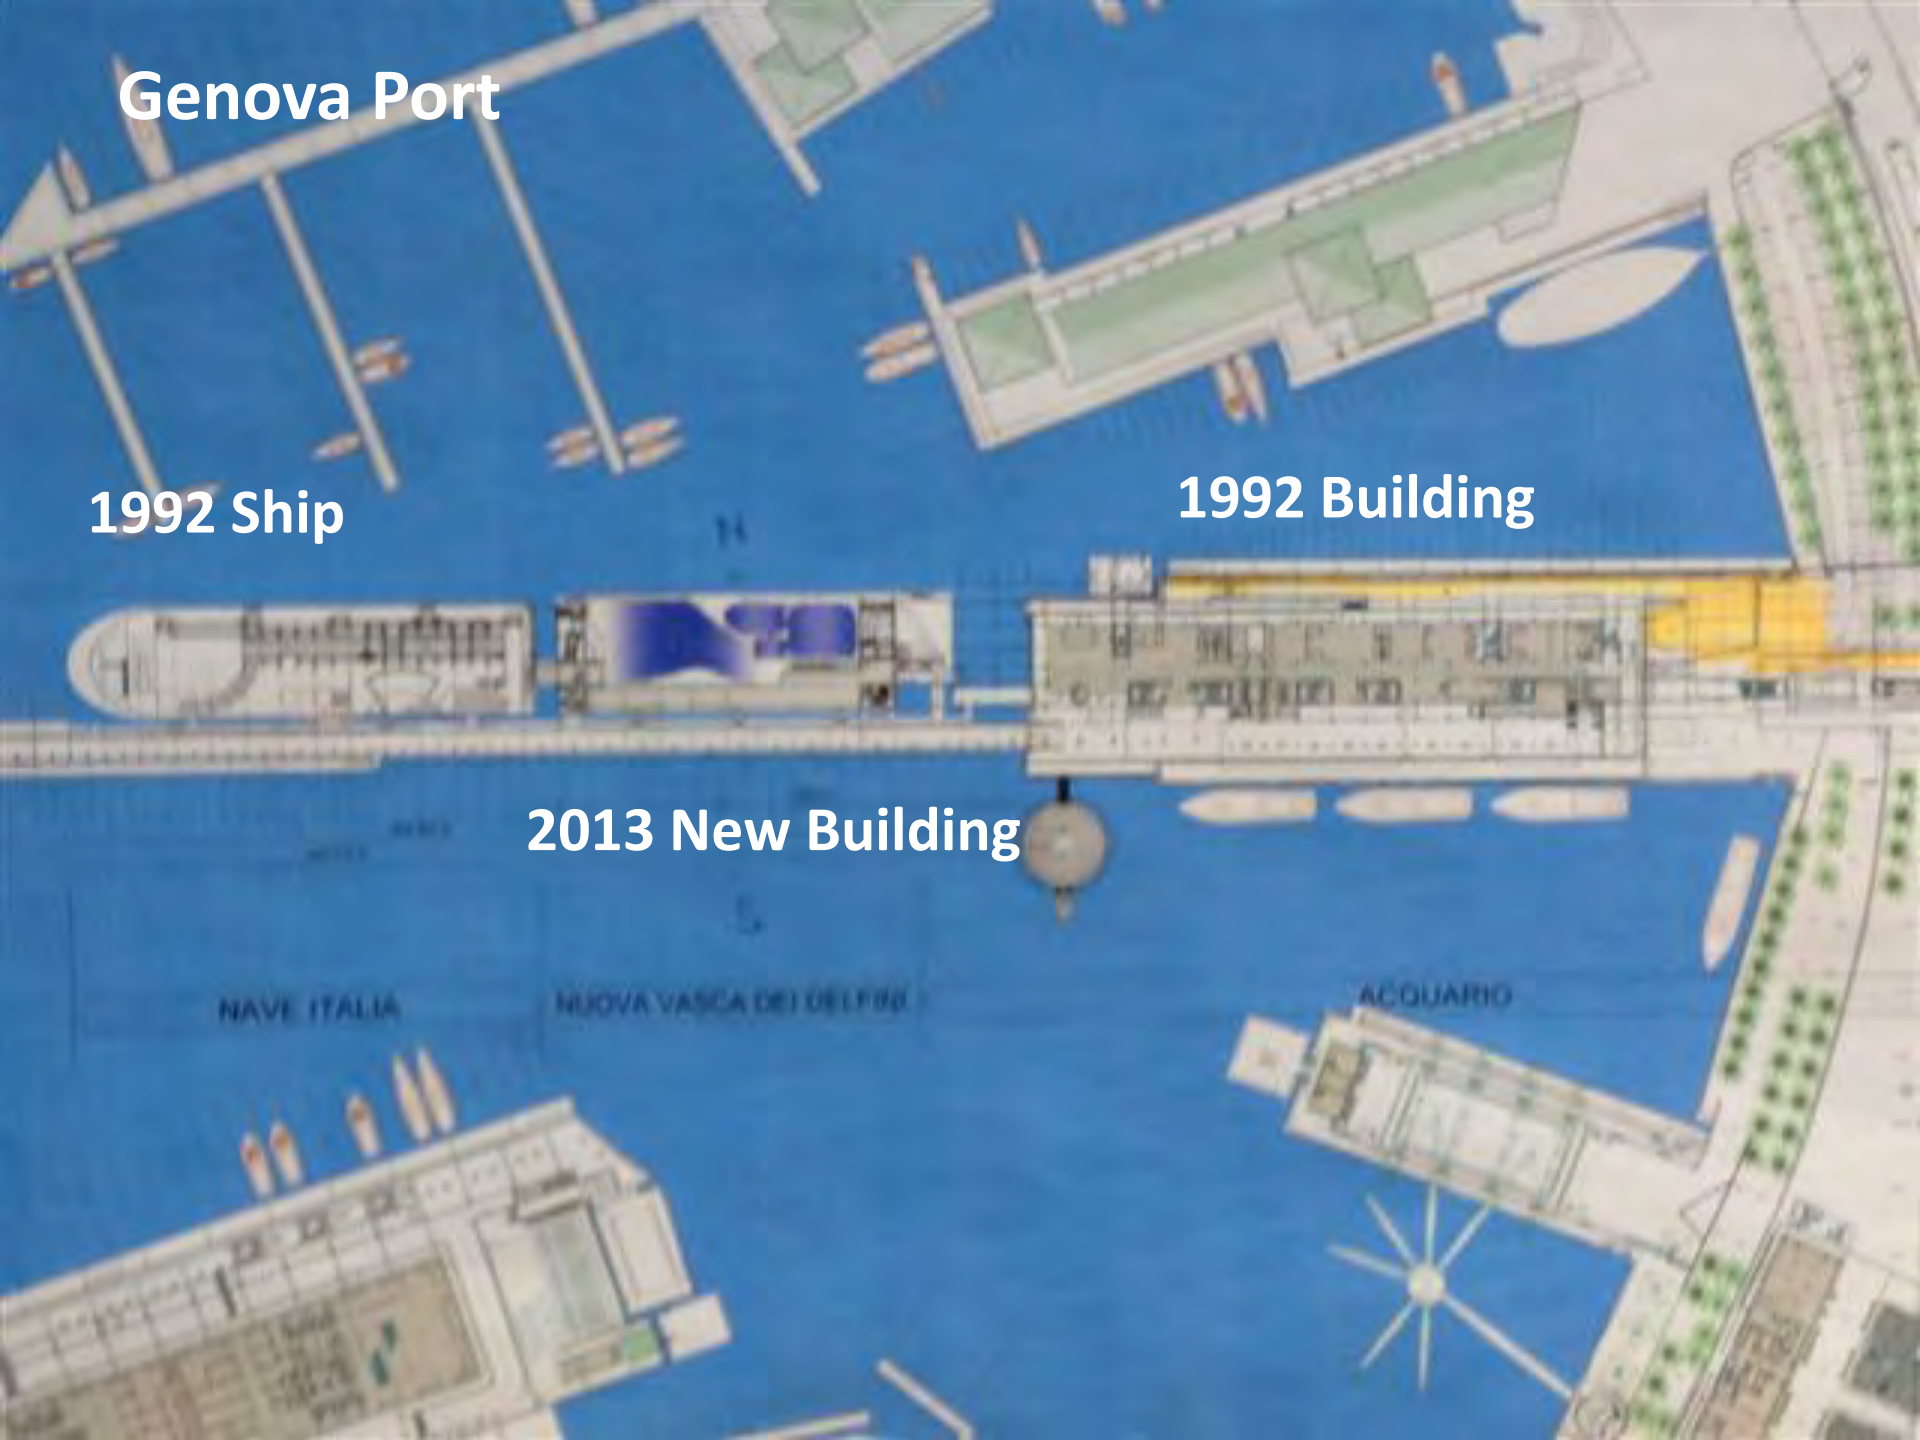 Genova Port
1992 Ship
1992 Building
N
2013 New Building
S
NAVE ITALIA
NUOVA VASCA DEI DELFINI
ACQUARIO